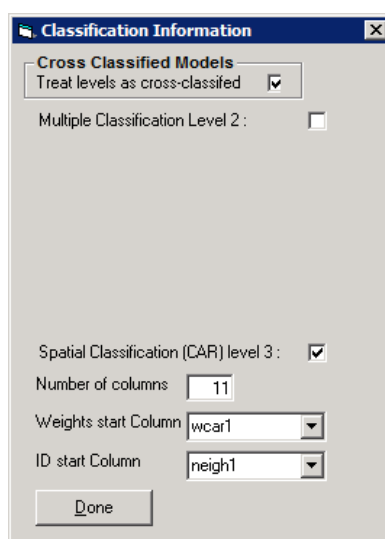 Classification Information
Cross Classified Models
Treat levels as cross-classifed
Multiple Classification Level 2 :
Spatial Classification (CAR) level 3 :
Number of columns 11
Weights start Column wcar1
ID start Column neigh1
Done